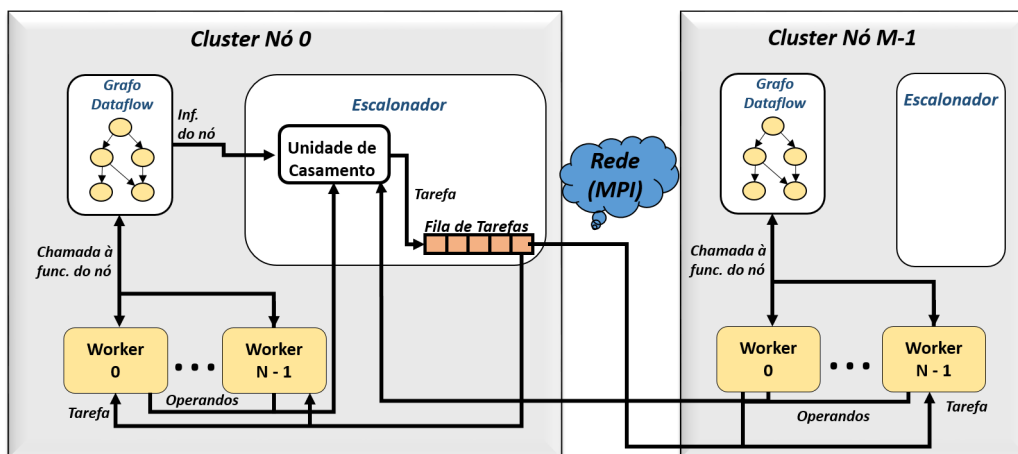 Cluster Nó 0
Grafo
Dataflow
Inf.
do nó
Escalonador
Unidade de
Casamento
Tarefa
Fila de Tarefas
Chamada à
func. do nó
Worker
0
Worker
N - 1
Tarefa
Operandos
Rede
(MPI)
Cluster Nó M-1
Grafo
Dataflow
Escalonador
Chamada à
func. do nó
Worker
0
Worker
N - 1
Operandos
Tarefa